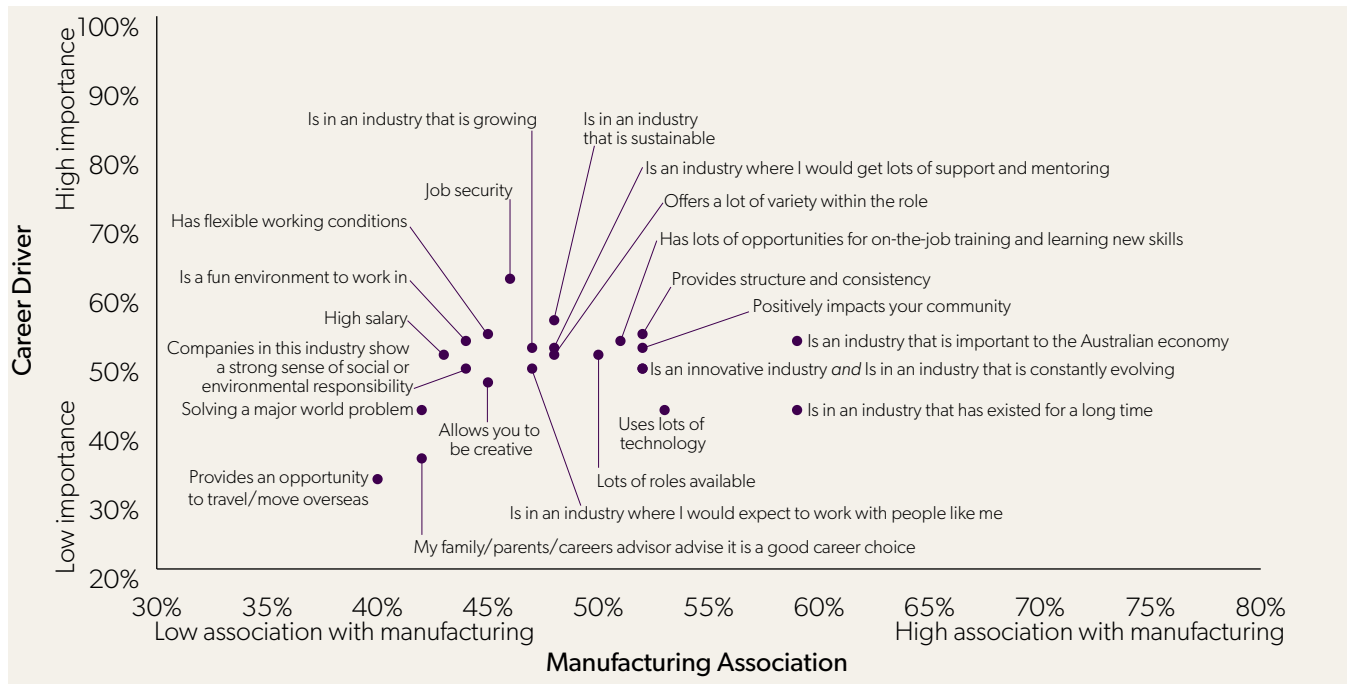 100%
90%
80%
70%
60%
50%
40%
30%
20%
High importance
Career Driver
Low importance
Is in an industry that is growing
Is in an industry
that is sustainable
Is an industry where I would get lots of support and mentoring
Job security
Offers a lot of variety within the role
Has flexible working conditions
Has lots of opportunities for on-the-job training and learning new skills
Is a fun environment to work in
Provides structure and consistency
Positively impacts your community
High salary
Is an industry that is important to the Australian economy
Companies in this industry show
a strong sense of social or
environmental responsibility
Is an innovative industry and Is in an industry that is constantly evolving
Solving a major world problem
Is in an industry that has existed for a long time
Allows you to
be creative
Uses lots of
technology
Provides an opportunity
to travel/move overseas
Lots of roles available
Is in an industry where I would expect to work with people like me
My family/parents/careers advisor advise it is a good career choice
30% 35% 40% 45% 50% 55% 60% 65% 70% 75% 80%
Low association with manufacturing
High association with manufacturing
Manufacturing Association